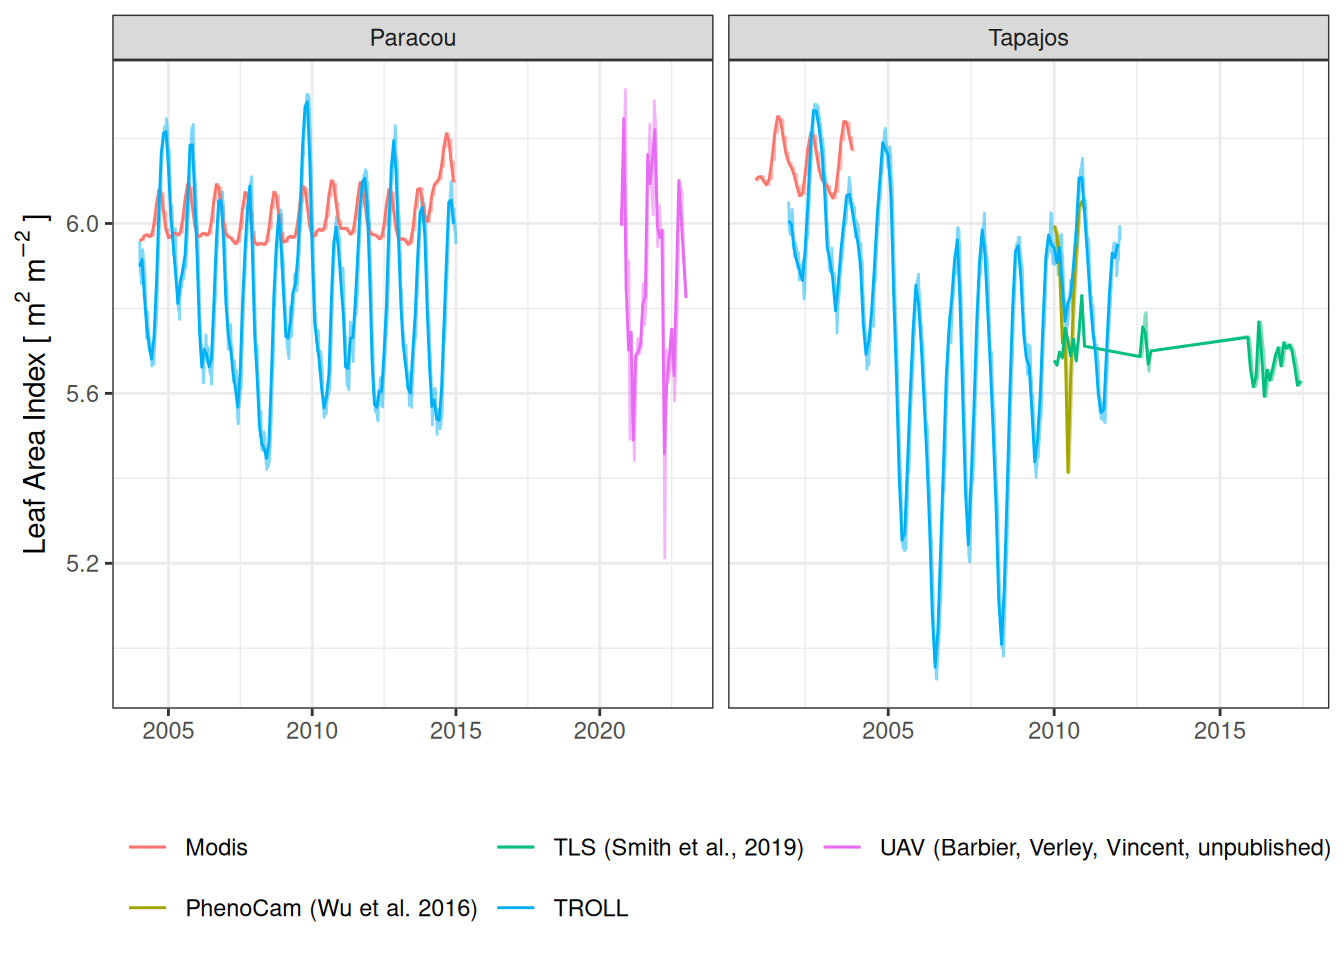 Paracou
Tapajos
Leaf Area Index [ m² m⁻² ]
6.0
5.6
5.2
2005
2010
2015
2020
2005
2010
2015
Modis
TLS (Smith et al., 2019)
UAV (Barbier, Verley, Vincent, unpublished)
PhenoCam (Wu et al. 2016)
TROLL